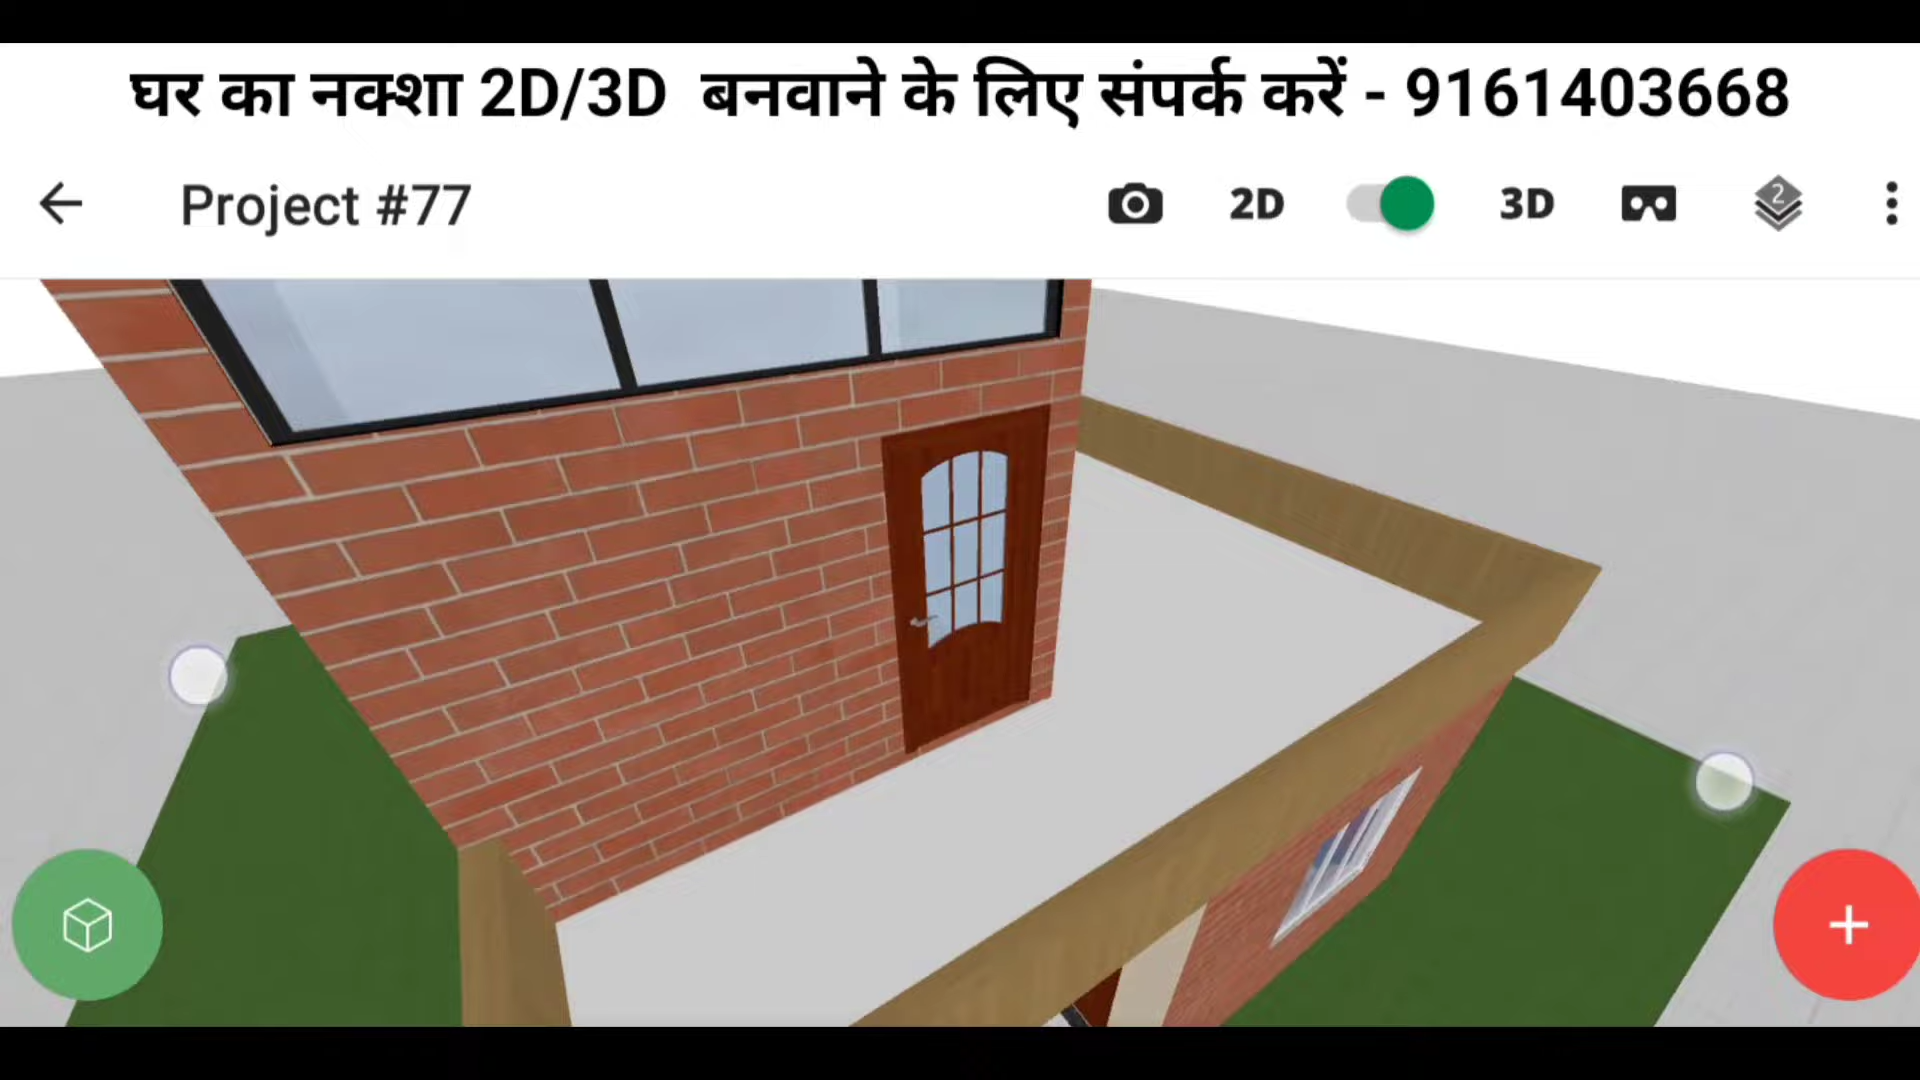 घर का नक्शा 2D/3D बनवाने के लिए संपर्क करें - 9161403668
Project #77 2D 3D 2